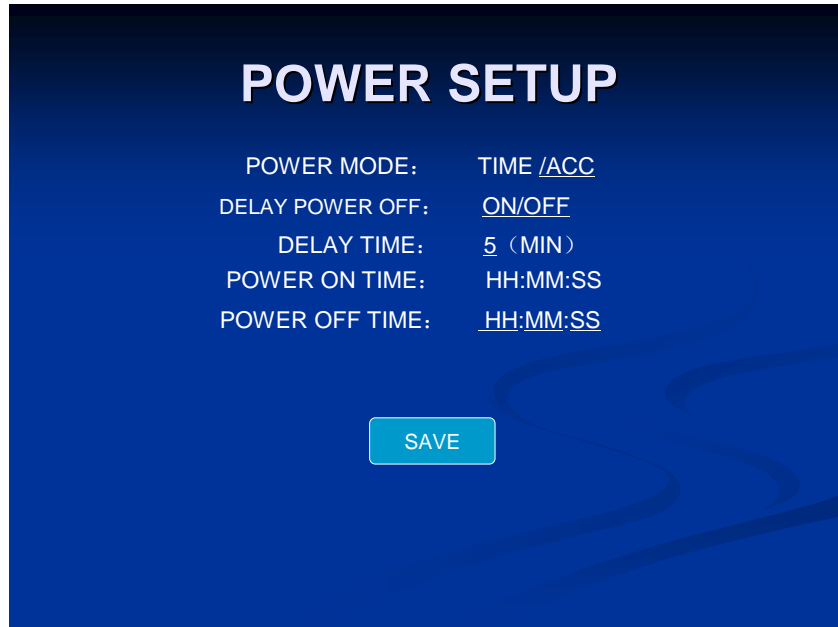 POWER SETUP
POWER MODE： TIME /ACC
DELAY POWER OFF： ON/OFF
DELAY TIME： 5（MIN）
POWER ON TIME： HH:MM:SS
POWER OFF TIME： HH:MM:SS
SAVE